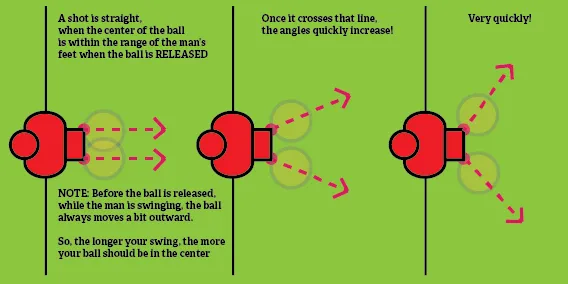 A shot is straight,
when the center of the ball
is within the range of the man's
feet when the ball is RELEASED
Once it crosses that line,
the angles quickly increase!
Very quickly!
NOTE: Before the ball is released,
while the man is swinging, the ball
always moves a bit outward.
So, the longer your swing, the more
your ball should be in the center